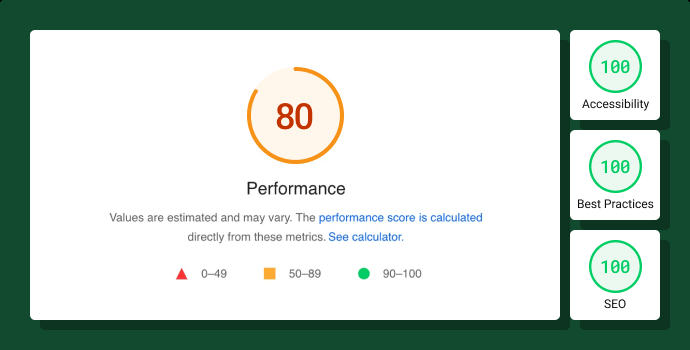 80
Performance
Values are estimated and may vary. The performance score is calculated
directly from these metrics. See calculator.
0–49
50–89
90–100
100
Accessibility
100
Best Practices
100
SEO